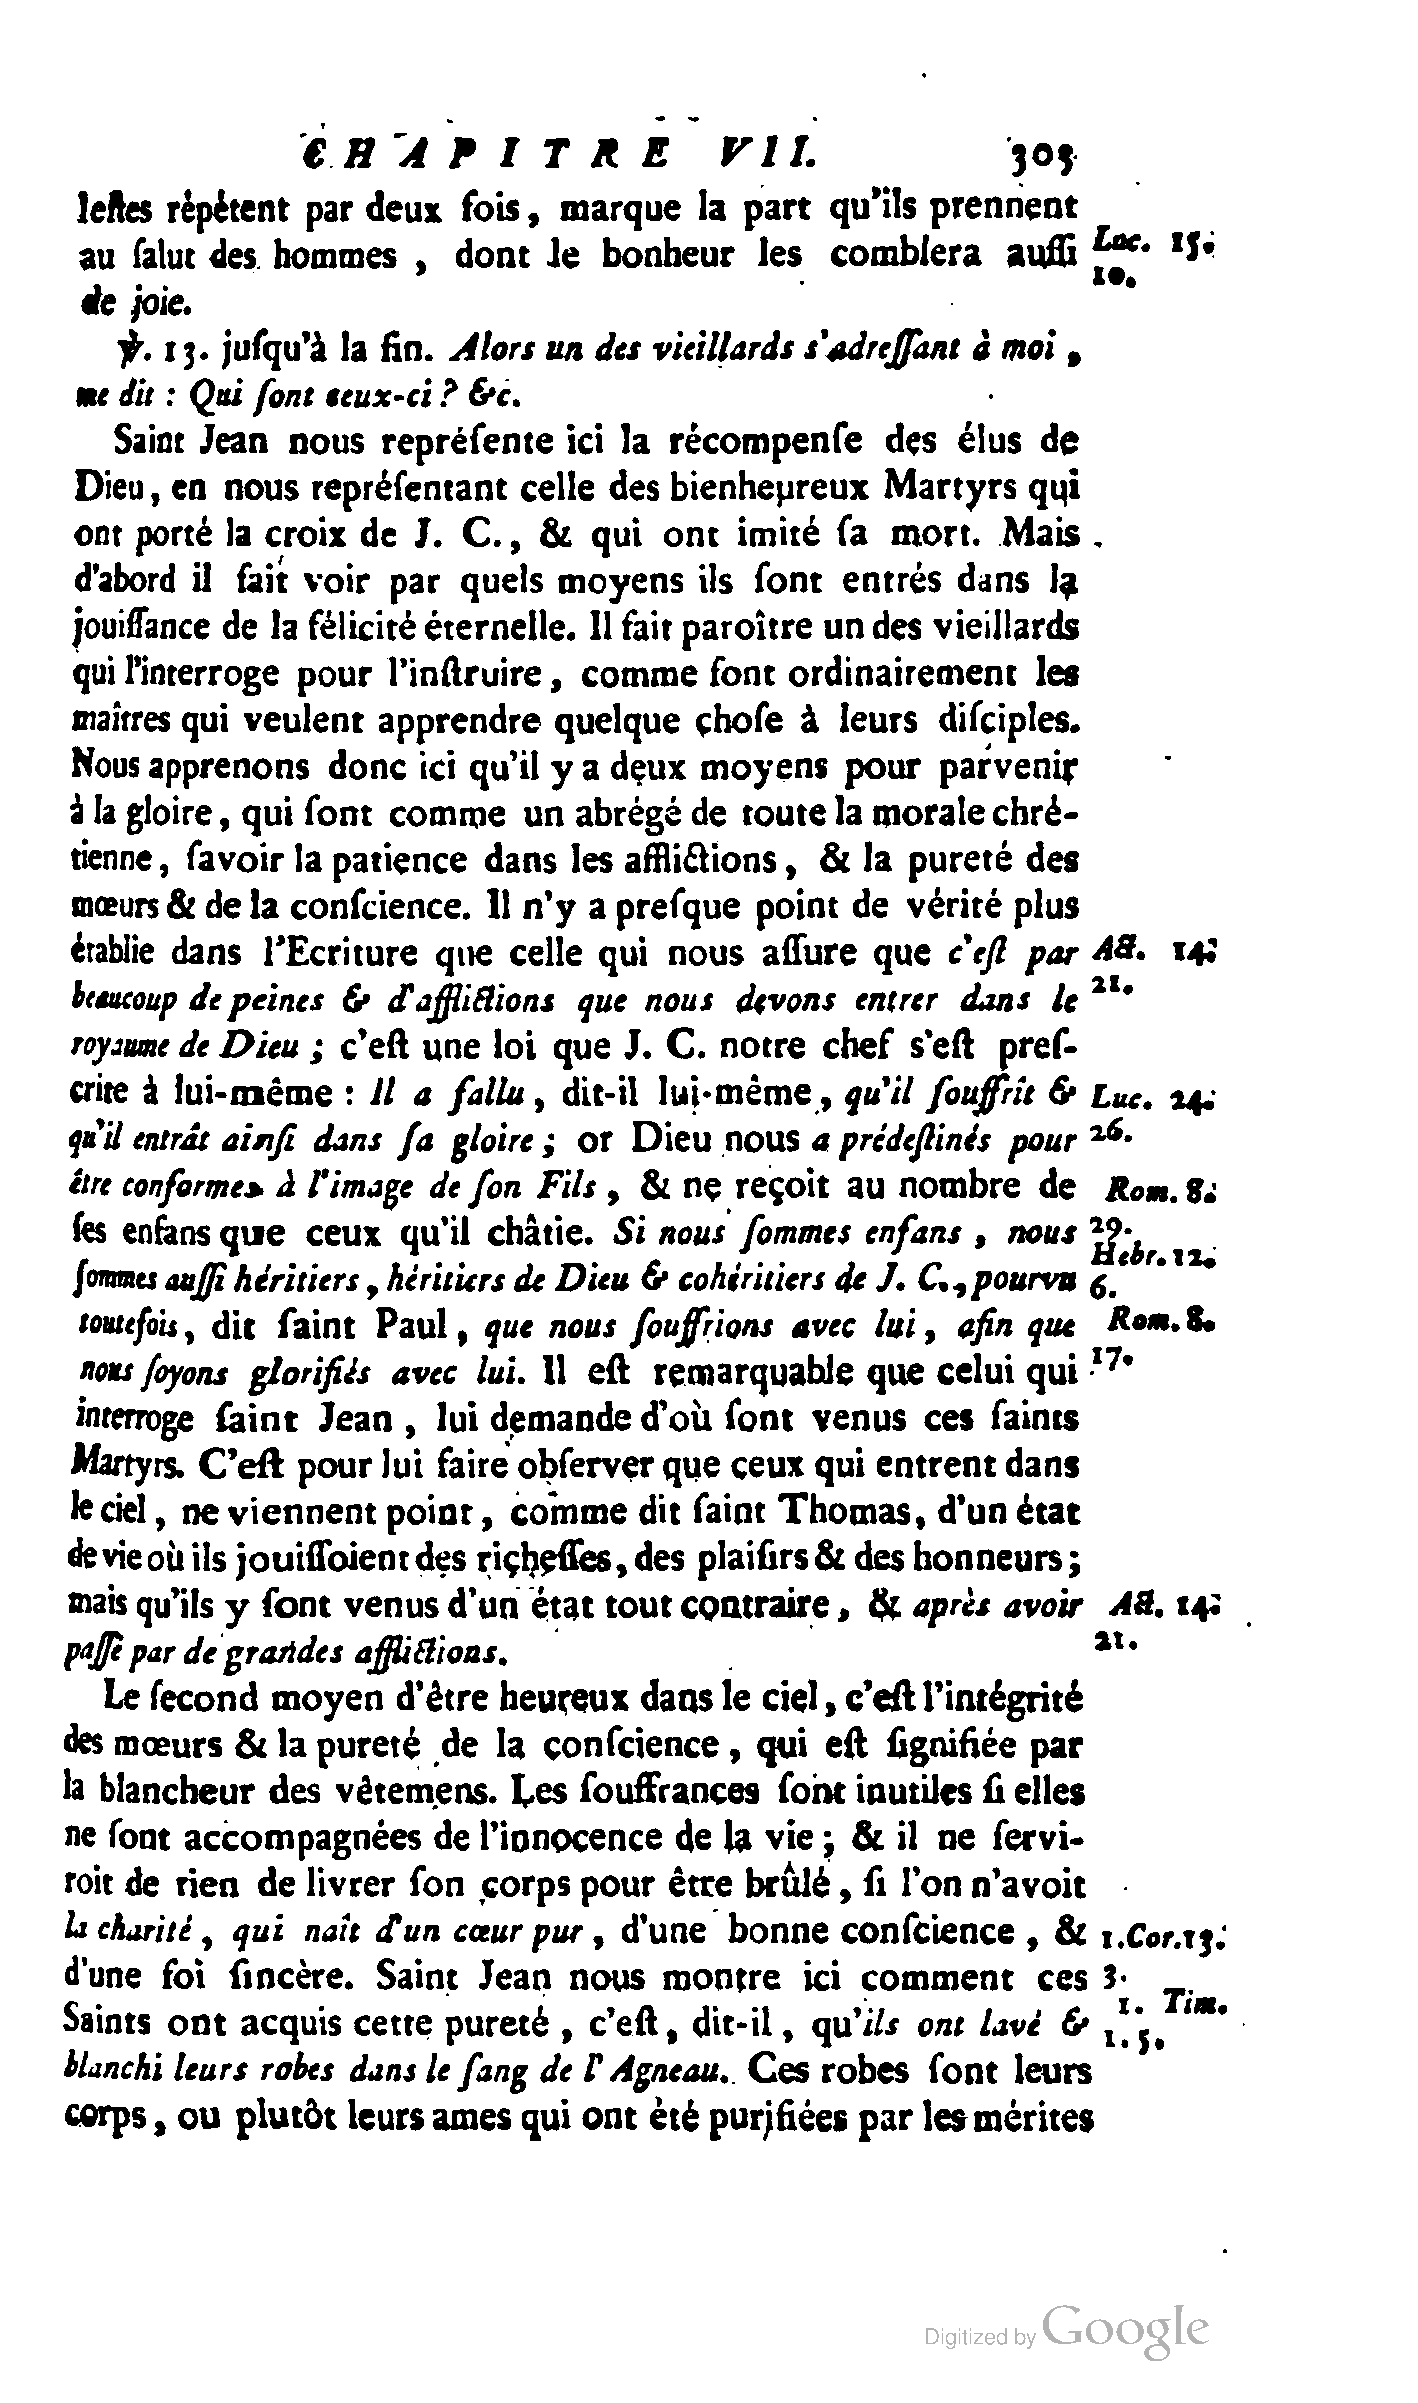 CHAPITRE VII. 305
lestes rèpètent par deux fois, marque la part qu'ils prennent
au ſalut des hommes, dont le bonheur les comblera auſſi
Luc. 15.
10.
de joie.
℣. 13. juſqu'à la fin. Alors un des vieillards s'adreſſant à moi,
me dit : Qui ſont ceux-ci ? &c.
Saint Jean nous repréſente ici la récompenſe des élus de
Dieu, en nous repréſentant celle des bienheureux Martyrs qui
ont porté la croix de J. C., & qui ont imité ſa mort. Mais
d'abord il fait voir par quels moyens ils ſont entrés dans la
jouiſſance de la félicité éternelle. Il fait paroître un des vieillards
qui l'interroge pour l'inſtruire, comme font ordinairement les
maîtres qui veulent apprendre quelque choſe à leurs diſciples.
Nous apprenons donc ici qu'il y a deux moyens pour parvenir
à la gloire, qui ſont comme un abrégé de toute la morale chré-
tienne, ſavoir la patience dans les afflictions, & la pureté des
mœurs & de la conſcience. Il n'y a preſque point de vérité plus
établie dans l'Ecriture que celle qui nous aſſure que c'eſt par
Act. 14.
21.
beaucoup de peines & d'afflictions que nous devons entrer dans le
royaume de Dieu ; c'eſt une loi que J. C. notre chef s'eſt preſ-
crite à lui-même : Il a fallu, dit-il lui-même, qu'il ſouffrît &
Luc. 24.
26.
qu'il entrât ainſi dans ſa gloire ; or Dieu nous a prédeſtinés pour
être conformes à l'image de ſon Fils, & ne reçoit au nombre de
Rom. 8.
29.
ſes enfans que ceux qu'il châtie. Si nous ſommes enfans, nous
Hebr. 12.
6.
ſommes auſſi héritiers, héritiers de Dieu & cohéritiers de J. C., pourvu
toutefois, dit ſaint Paul, que nous ſouffrions avec lui, afin que
Rom. 8.
17.
nous ſoyons glorifiés avec lui. Il eſt remarquable que celui qui
interroge ſaint Jean, lui demande d'où ſont venus ces ſaints
Martyrs. C'eſt pour lui faire obſerver que ceux qui entrent dans
le ciel, ne viennent point, comme dit ſaint Thomas, d'un état
de vie où ils jouiſſoient des richeſſes, des plaiſirs & des honneurs ;
mais qu'ils y ſont venus d'un état tout contraire, & après avoir
Act. 14.
21.
paſſé par de grandes afflictions.
Le ſecond moyen d'être heureux dans le ciel, c'eſt l'intégrité
des mœurs & la pureté de la conſcience, qui eſt ſignifiée par
la blancheur des vêtemens. Les ſouffrances ſont inutiles ſi elles
ne ſont accompagnées de l'innocence de la vie ; & il ne ſervi-
roit de rien de livrer ſon corps pour être brûlé, ſi l'on n'avoit
la charité, qui naît d'un cœur pur, d'une bonne conſcience, &
1. Cor. 13.
3.
d'une foi ſincère. Saint Jean nous montre ici comment ces
1. Tim.
1. 5.
Saints ont acquis cette pureté, c'eſt, dit-il, qu'ils ont lavé &
blanchi leurs robes dans le ſang de l'Agneau. Ces robes ſont leurs
corps, ou plutôt leurs ames qui ont été purifiées par les mérites
Digitized by Google